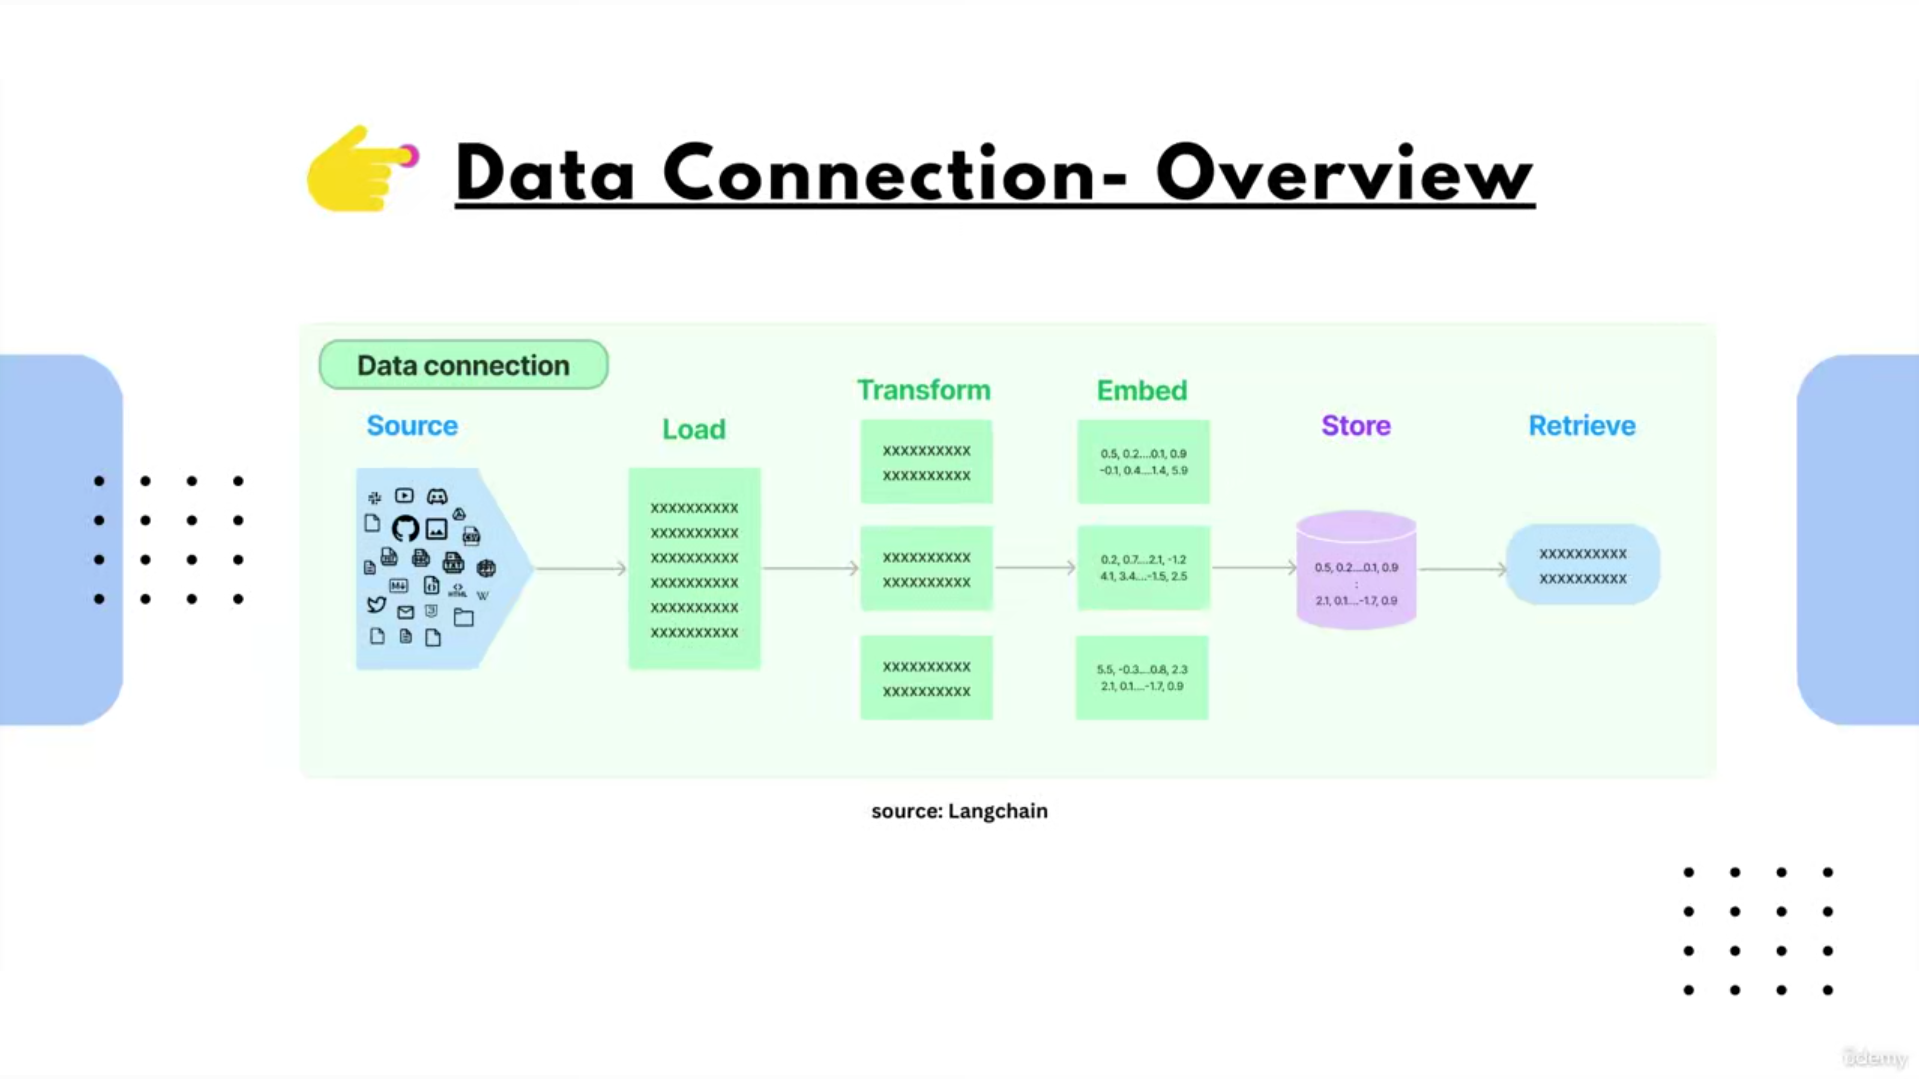 Data Connection- Overview
Data connection
Source
Load
Transform
Embed
Store
Retrieve
XXXXXXXXXX
XXXXXXXXXX
XXXXXXXXXX
XXXXXXXXXX
XXXXXXXXXX
XXXXXXXXXX
XXXXXXXXXX
XXXXXXXXXX
XXXXXXXXXX
XXXXXXXXXX
XXXXXXXXXX
XXXXXXXXXX
0.5, 0.2....0.1, 0.9
-0.1, 0.4....1.4, 5.9
0.2, 0.7....2.1, -1.2
4.1, 3.4....-1.5, 2.5
5.5, -0.3....0.8, 2.3
2.1, 0.1....-1.7, 0.9
0.5, 0.2....0.1, 0.9
:
2.1, 0.1....-1.7, 0.9
XXXXXXXXXX
XXXXXXXXXX
CSV
TXT
M
HTML
W
source: Langchain
ûdemy